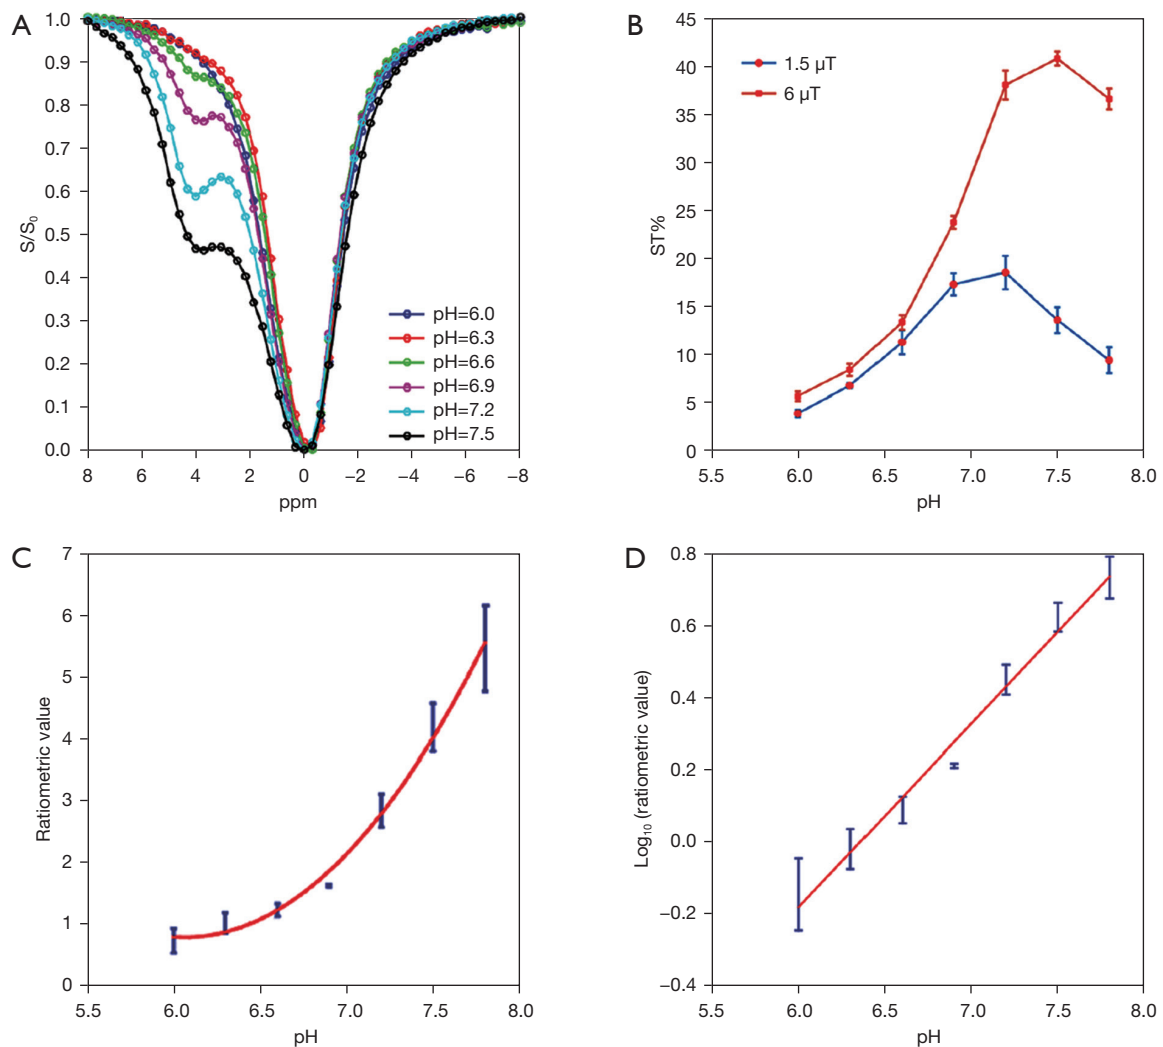 A
1.0
0.9
0.8
0.7
0.6
0.5
0.4
0.3
0.2
0.1
0.0
S/S0
8 6 4 2 0 –2 –4 –6 –8
ppm
pH=6.0
pH=6.3
pH=6.6
pH=6.9
pH=7.2
pH=7.5
B
45
40
35
30
25
20
15
10
5
0
ST%
1.5 µT
6 µT
5.5 6.0 6.5 7.0 7.5 8.0
pH
C
7
6
5
4
3
2
1
0
Ratiometric value
5.5 6.0 6.5 7.0 7.5 8.0
pH
D
0.8
0.6
0.4
0.2
0.0
–0.2
–0.4
Log10 (ratiometric value)
5.5 6.0 6.5 7.0 7.5 8.0
pH